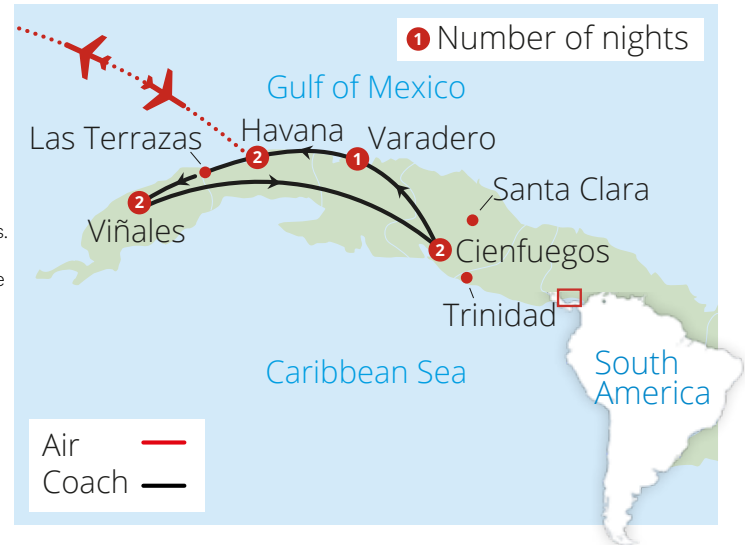 1 Number of nights
Gulf of Mexico
Las Terrazas
Havana
Varadero
2
1
Santa Clara
2
Viñales
s.
2
Cienfuegos
e
Trinidad
Caribbean Sea
South
America
Air
Coach